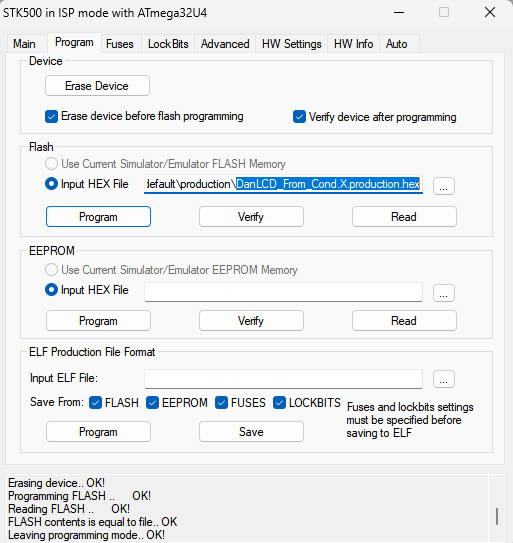 STK500 in ISP mode with ATmega32U4
Main Program Fuses LockBits Advanced HW Settings HW Info Auto
Device
Erase Device
Erase device before flash programming Verify device after programming
Flash
Use Current Simulator/Emulator FLASH Memory
Input HEX File default\production\DanLCD_From_Cond.X.production.hex ...
Program Verify Read
EEPROM
Use Current Simulator/Emulator EEPROM Memory
Input HEX File ...
Program Verify Read
ELF Production File Format
Input ELF File: ...
Save From: FLASH EEPROM FUSES LOCKBITS
Fuses and lockbits settings
must be specified before
saving to ELF
Program Save
Erasing device.. OK!
Programming FLASH .. OK!
Reading FLASH .. OK!
FLASH contents is equal to file.. OK
Leaving programming mode.. OK!